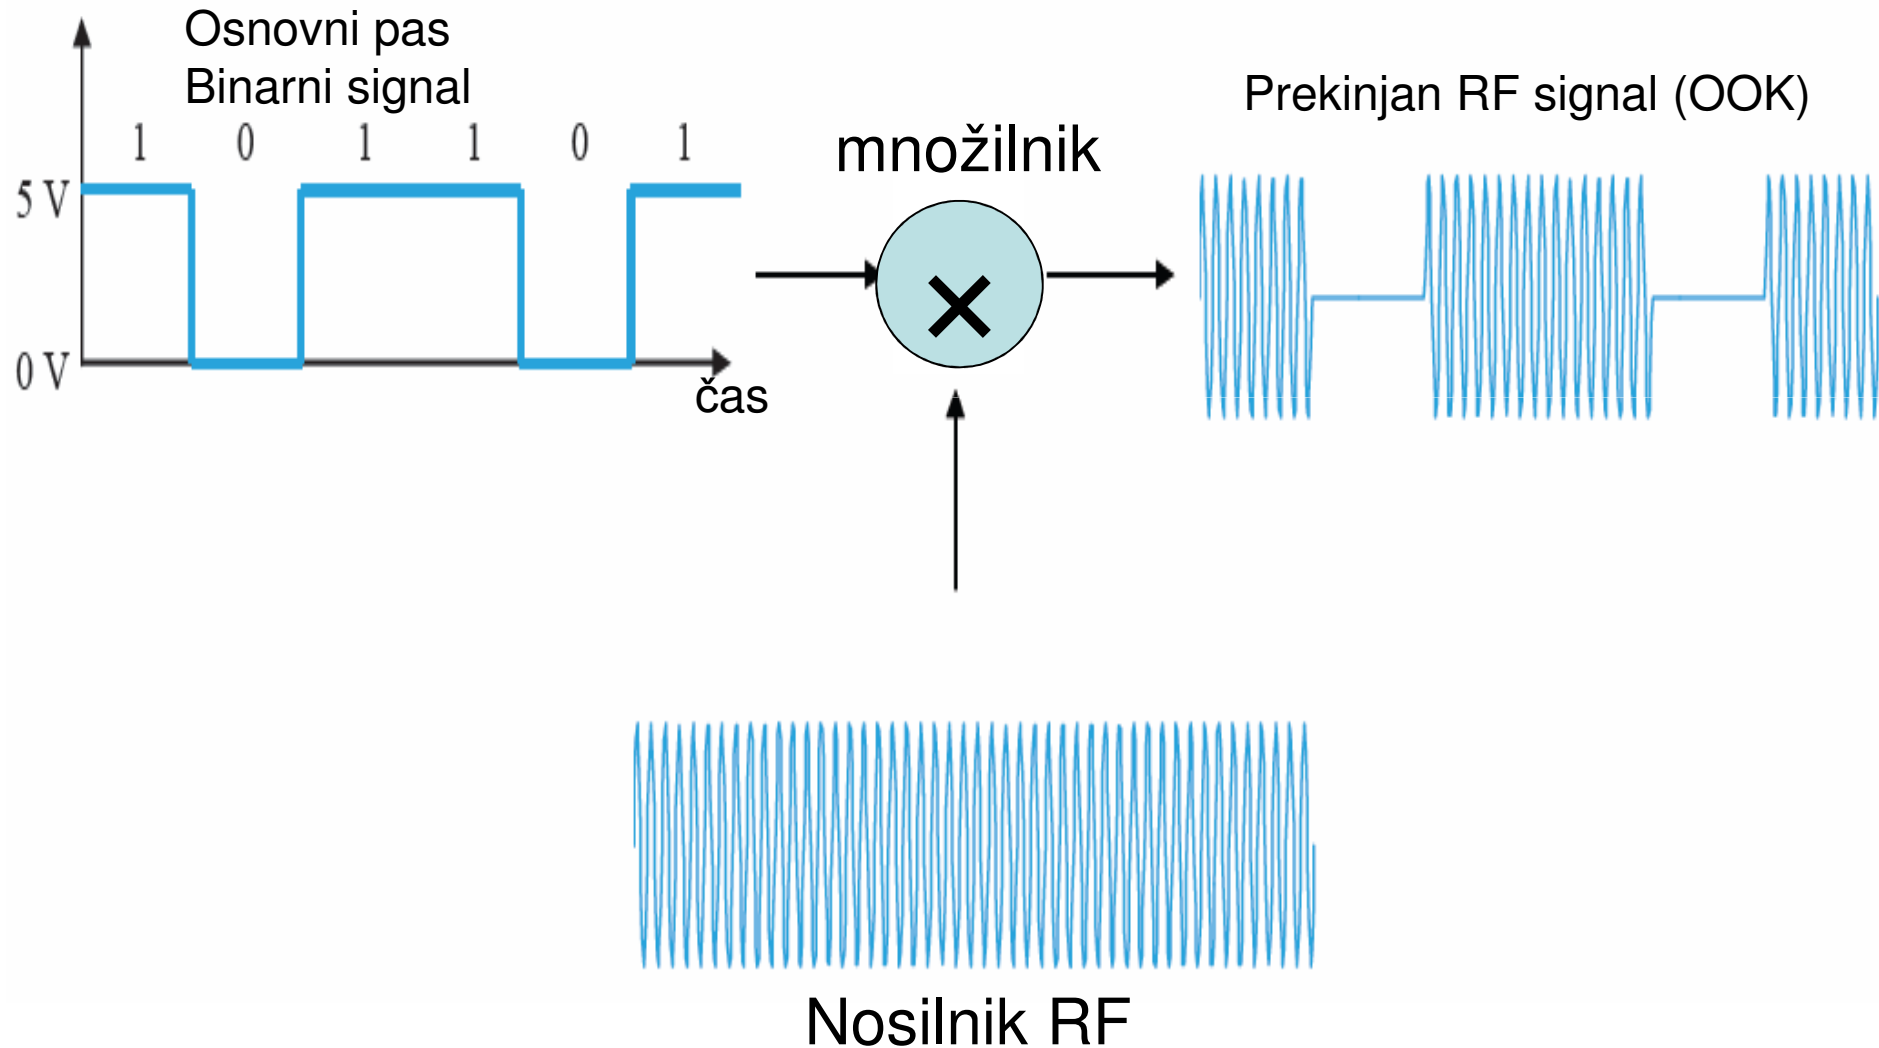 Osnovni pas
Binarni signal
1 0 1 1 0 1
5 V
0 V
čas
množilnik
×
Prekinjan RF signal (OOK)
Nosilnik RF